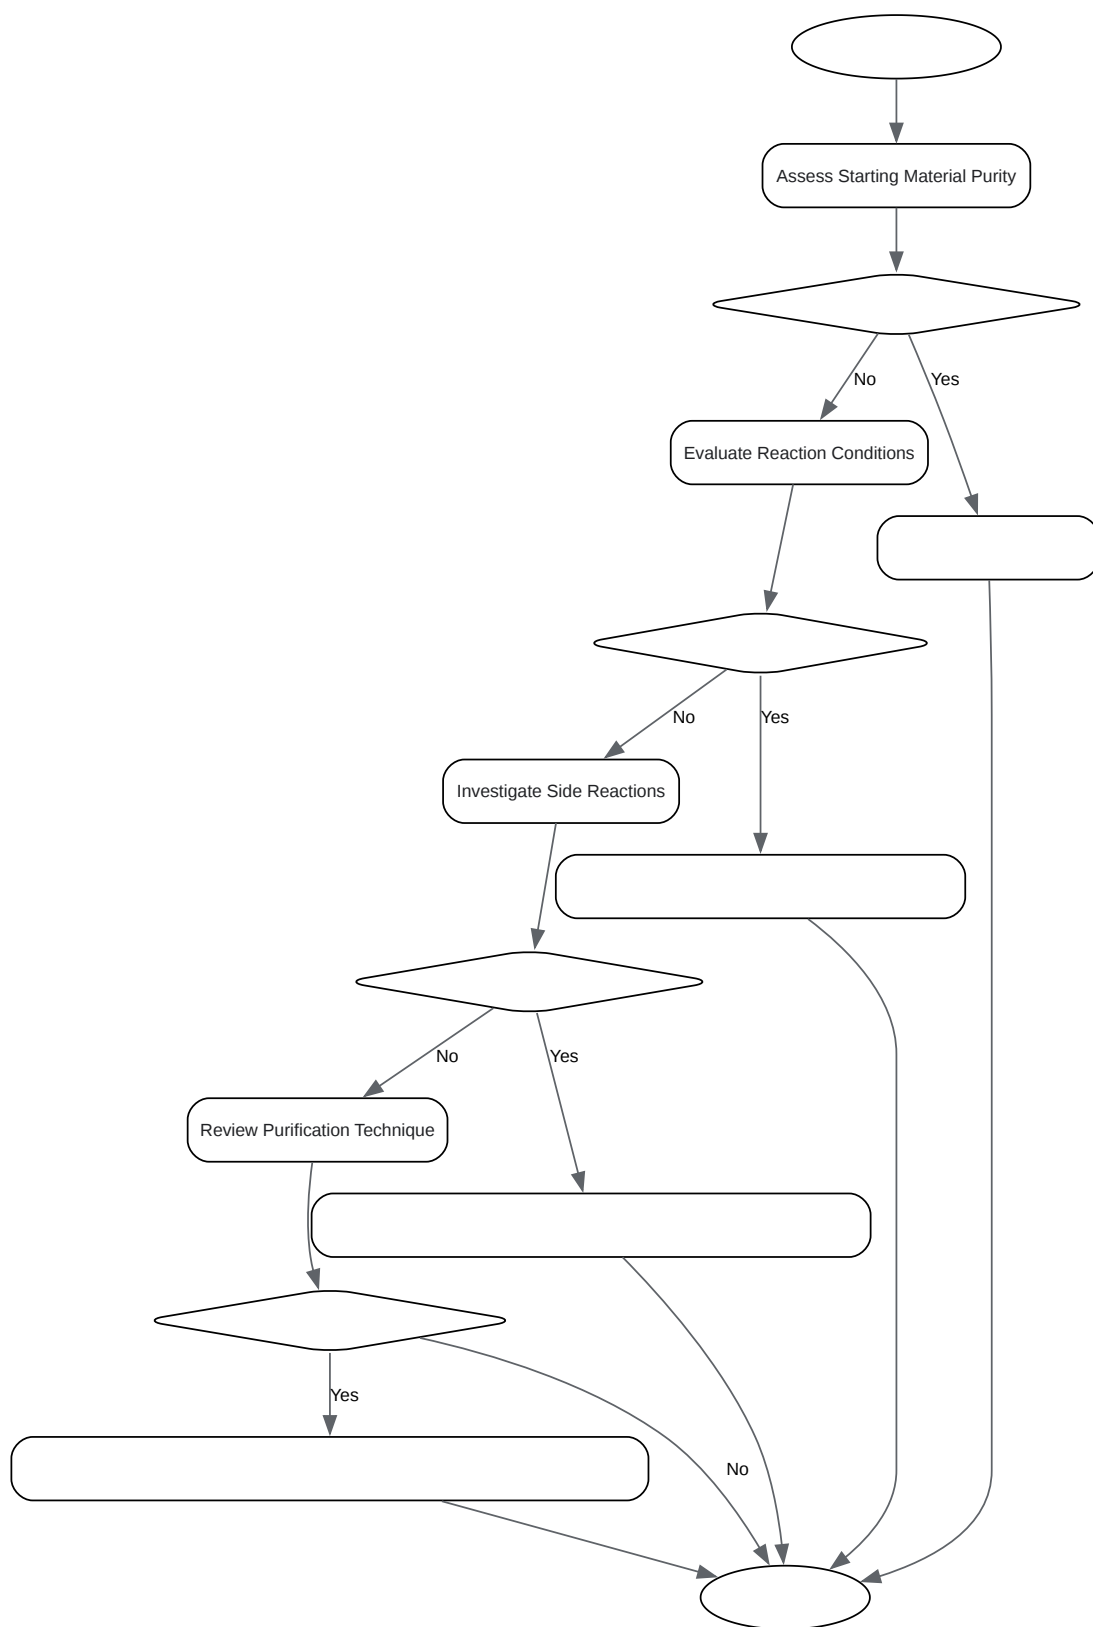 Assess Starting Material Purity
No
Yes
Evaluate Reaction Conditions
No
Yes
Investigate Side Reactions
No
Yes
Review Purification Technique
Yes
No